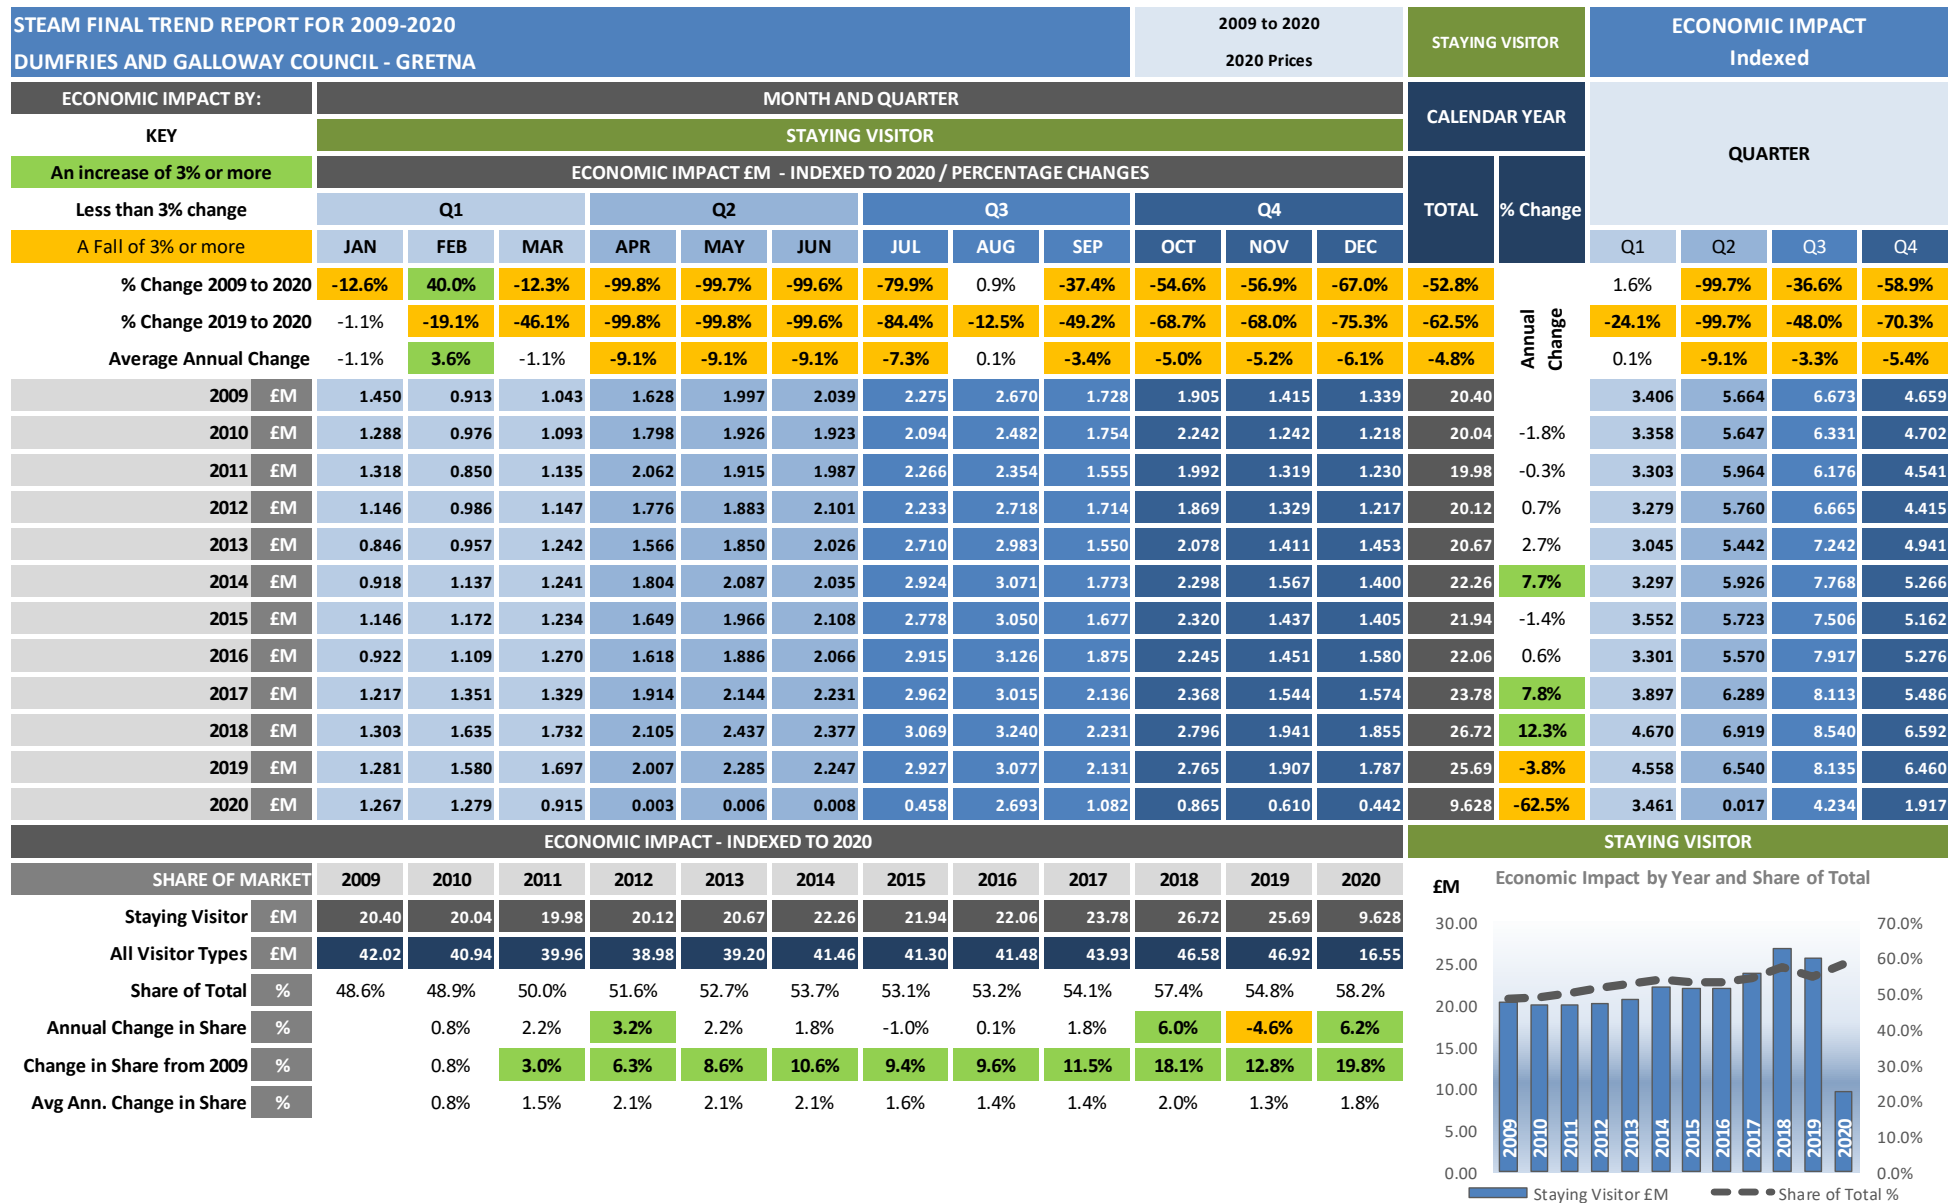 STEAM FINAL TREND REPORT FOR 2009-2020
DUMFRIES AND GALLOWAY COUNCIL - GRETNA
2009 to 2020
2020 Prices
STAYING VISITOR
ECONOMIC IMPACT
Indexed
ECONOMIC IMPACT BY:
MONTH AND QUARTER
CALENDAR YEAR
QUARTER
KEY
STAYING VISITOR
An increase of 3% or more
ECONOMIC IMPACT £M - INDEXED TO 2020 / PERCENTAGE CHANGES
TOTAL % Change
Less than 3% change Q1 Q2 Q3 Q4
A Fall of 3% or more JAN FEB MAR APR MAY JUN JUL AUG SEP OCT NOV DEC Q1 Q2 Q3 Q4
% Change 2009 to 2020 -12.6% 40.0% -12.3% -99.8% -99.7% -99.6% -79.9% 0.9% -37.4% -54.6% -56.9% -67.0% -52.8% 1.6% -99.7% -36.6% -58.9%
% Change 2019 to 2020 -1.1% -19.1% -46.1% -99.8% -99.8% -99.6% -84.4% -12.5% -49.2% -68.7% -68.0% -75.3% -62.5% -24.1% -99.7% -48.0% -70.3%
Average Annual Change -1.1% 3.6% -1.1% -9.1% -9.1% -9.1% -7.3% 0.1% -3.4% -5.0% -5.2% -6.1% -4.8% 0.1% -9.1% -3.3% -5.4%
Annual
Change
2009 £M 1.450 0.913 1.043 1.628 1.997 2.039 2.275 2.670 1.728 1.905 1.415 1.339 20.40 3.406 5.664 6.673 4.659
2010 £M 1.288 0.976 1.093 1.798 1.926 1.923 2.094 2.482 1.754 2.242 1.242 1.218 20.04 -1.8% 3.358 5.647 6.331 4.702
2011 £M 1.318 0.850 1.135 2.062 1.915 1.987 2.266 2.354 1.555 1.992 1.319 1.230 19.98 -0.3% 3.303 5.964 6.176 4.541
2012 £M 1.146 0.986 1.147 1.776 1.883 2.101 2.233 2.718 1.714 1.869 1.329 1.217 20.12 0.7% 3.279 5.760 6.665 4.415
2013 £M 0.846 0.957 1.242 1.566 1.850 2.026 2.710 2.983 1.550 2.078 1.411 1.453 20.67 2.7% 3.045 5.442 7.242 4.941
2014 £M 0.918 1.137 1.241 1.804 2.087 2.035 2.924 3.071 1.773 2.298 1.567 1.400 22.26 7.7% 3.297 5.926 7.768 5.266
2015 £M 1.146 1.172 1.234 1.649 1.966 2.108 2.778 3.050 1.677 2.320 1.437 1.405 21.94 -1.4% 3.552 5.723 7.506 5.162
2016 £M 0.922 1.109 1.270 1.618 1.886 2.066 2.915 3.126 1.875 2.245 1.451 1.580 22.06 0.6% 3.301 5.570 7.917 5.276
2017 £M 1.217 1.351 1.329 1.914 2.144 2.231 2.962 3.015 2.136 2.368 1.544 1.574 23.78 7.8% 3.897 6.289 8.113 5.486
2018 £M 1.303 1.635 1.732 2.105 2.437 2.377 3.069 3.240 2.231 2.796 1.941 1.855 26.72 12.3% 4.670 6.919 8.540 6.592
2019 £M 1.281 1.580 1.697 2.007 2.285 2.247 2.927 3.077 2.131 2.765 1.907 1.787 25.69 -3.8% 4.558 6.540 8.135 6.460
2020 £M 1.267 1.279 0.915 0.003 0.006 0.008 0.458 2.693 1.082 0.865 0.610 0.442 9.628 -62.5% 3.461 0.017 4.234 1.917
ECONOMIC IMPACT - INDEXED TO 2020
SHARE OF MARKET 2009 2010 2011 2012 2013 2014 2015 2016 2017 2018 2019 2020
Staying Visitor £M 20.40 20.04 19.98 20.12 20.67 22.26 21.94 22.06 23.78 26.72 25.69 9.628
All Visitor Types £M 42.02 40.94 39.96 38.98 39.20 41.46 41.30 41.48 43.93 46.58 46.92 16.55
Share of Total % 48.6% 48.9% 50.0% 51.6% 52.7% 53.7% 53.1% 53.2% 54.1% 57.4% 54.8% 58.2%
Annual Change in Share % 0.8% 2.2% 3.2% 2.2% 1.8% -1.0% 0.1% 1.8% 6.0% -4.6% 6.2%
Change in Share from 2009 % 0.8% 3.0% 6.3% 8.6% 10.6% 9.4% 9.6% 11.5% 18.1% 12.8% 19.8%
Avg Ann. Change in Share % 0.8% 1.5% 2.1% 2.1% 2.1% 1.6% 1.4% 1.4% 2.0% 1.3% 1.8%
STAYING VISITOR
£M Economic Impact by Year and Share of Total
30.00 70.0%
25.00 60.0%
20.00 50.0%
15.00 40.0%
10.00 30.0%
5.00 20.0%
0.00 10.0%
0.0%
2009 2010 2011 2012 2013 2014 2015 2016 2017 2018 2019 2020
Staying Visitor £M Share of Total %